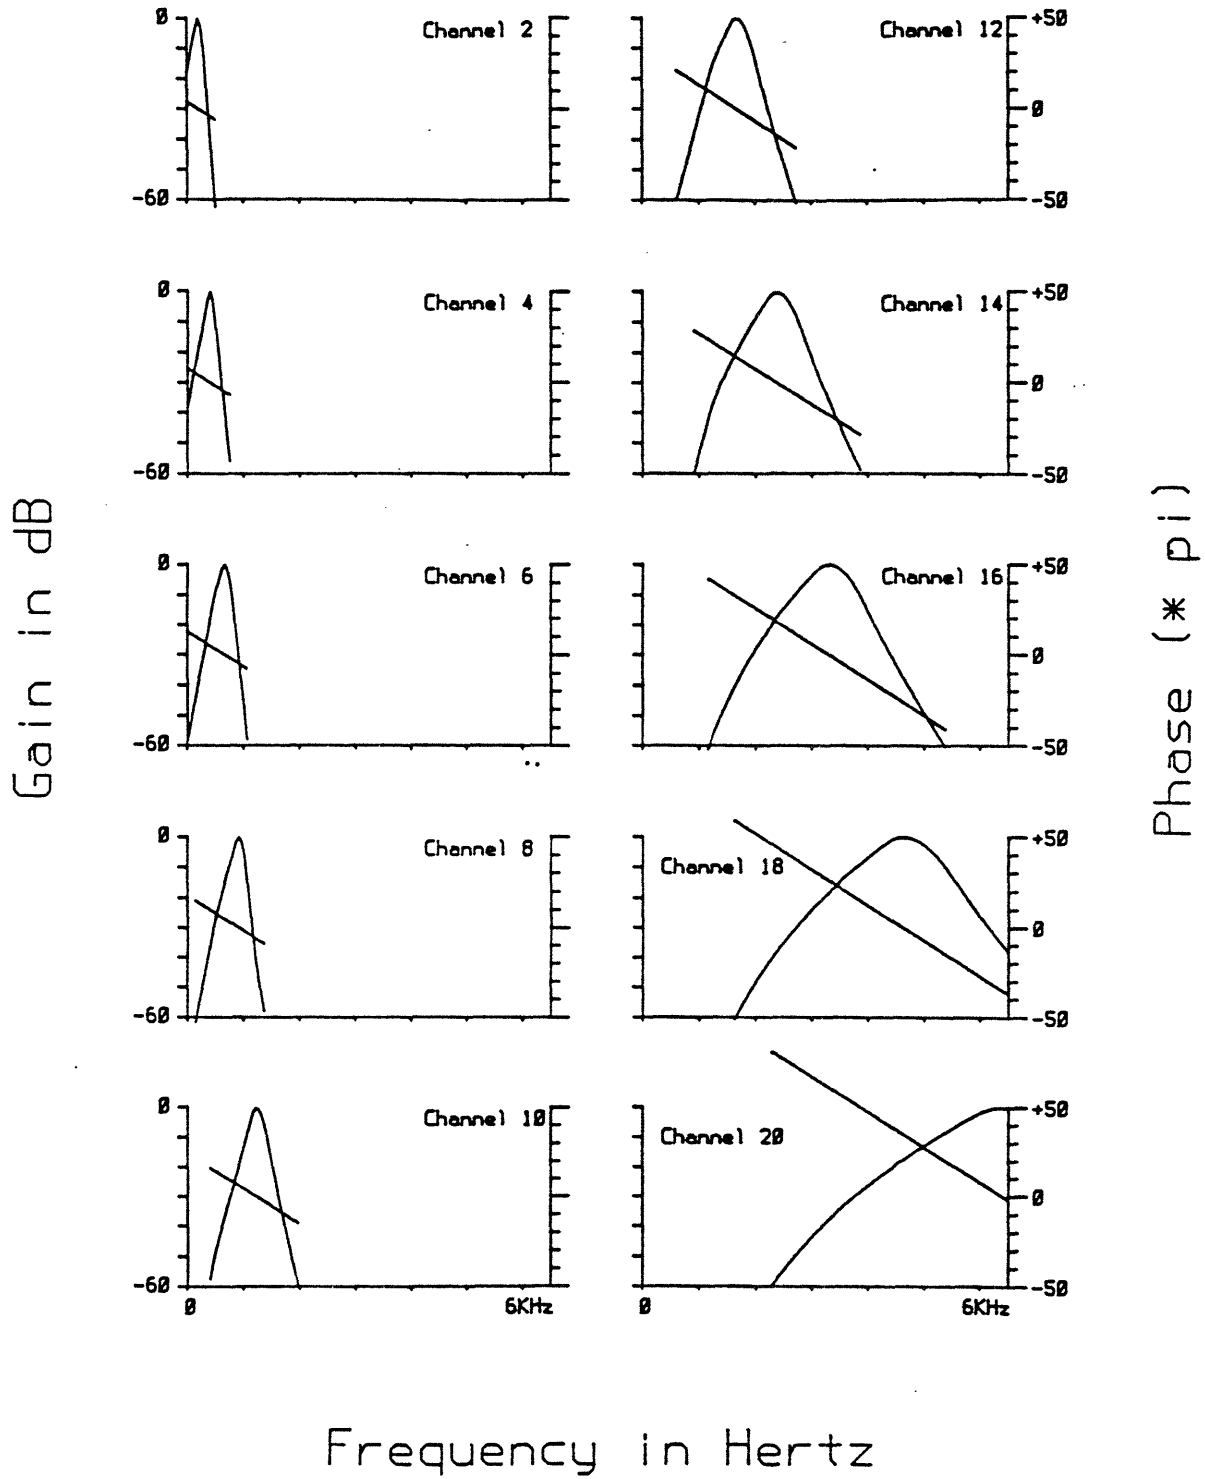 0
Channel 2
-60
Channel 12
+50
0
-50
0
Channel 4
-60
Channel 14
+50
0
-50
0
Channel 6
-60
Channel 16
+50
0
-50
0
Channel 8
-60
Channel 18
+50
0
-50
0
Channel 10
-60
0
6KHz
Channel 20
+50
0
-50
0
6KHz
Gain in dB
Phase (* pi)
Frequency in Hertz